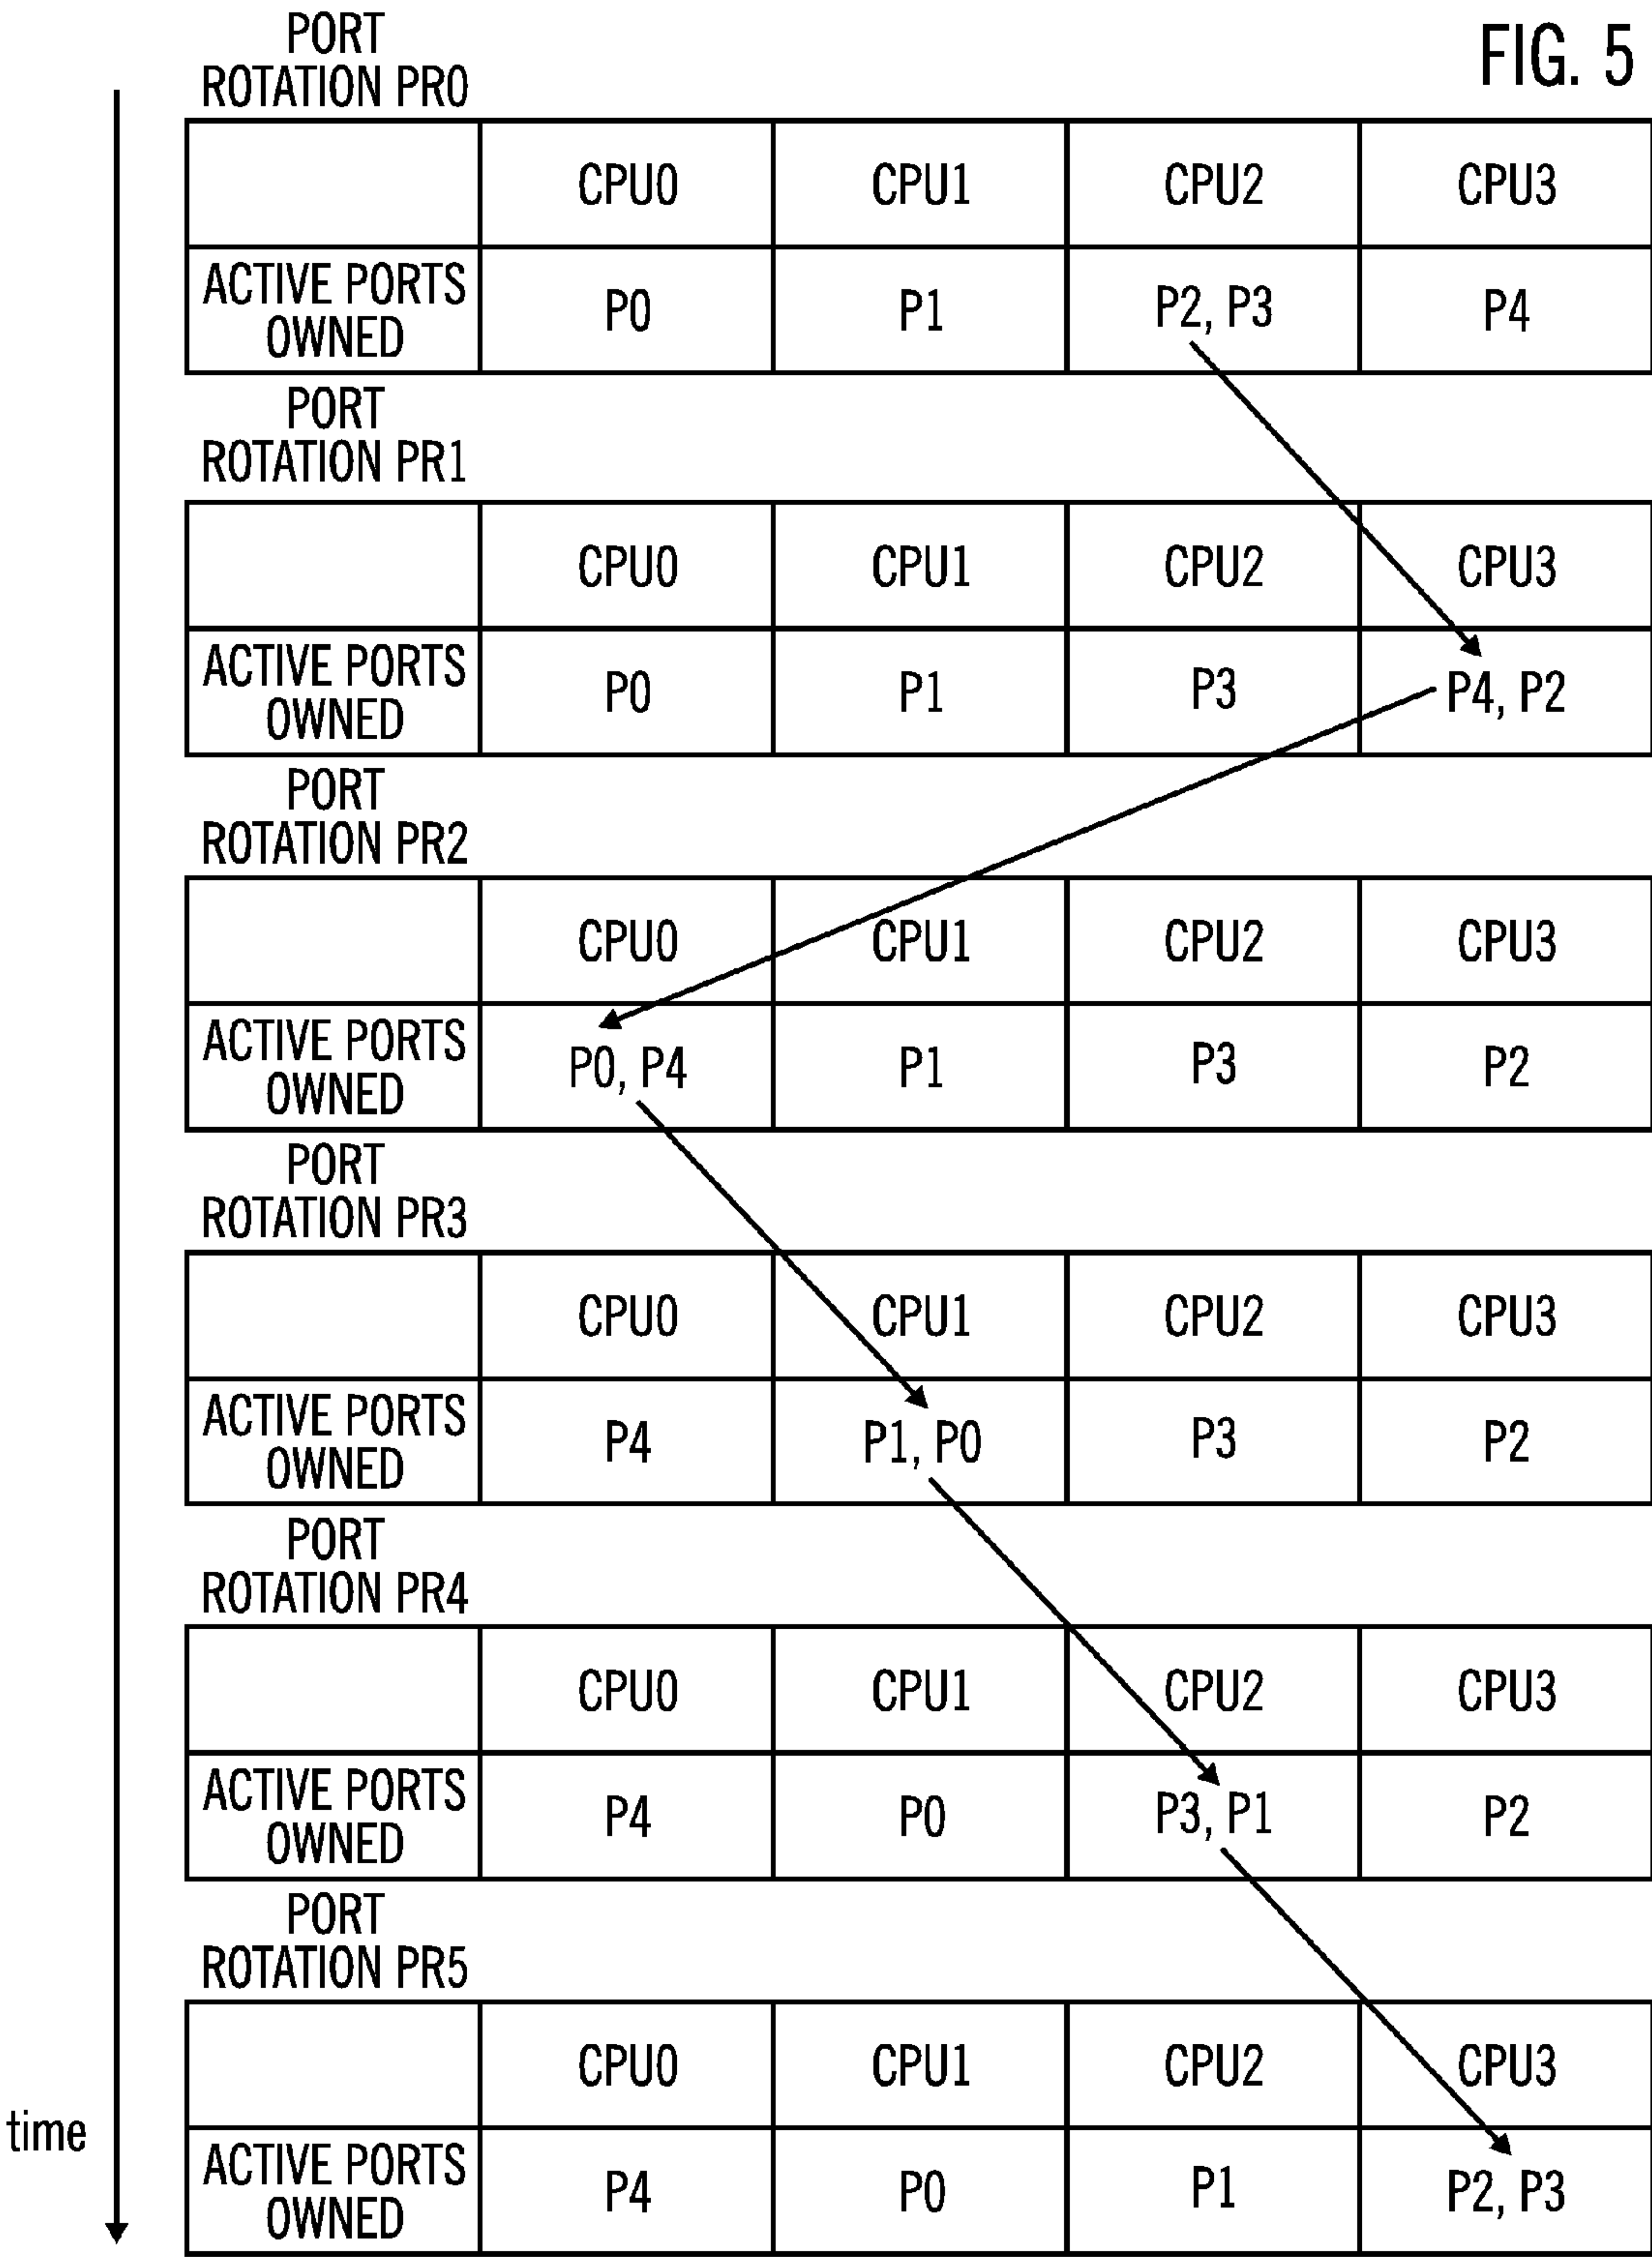 FIG. 5
PORT
ROTATION PR0
CPU0 CPU1 CPU2 CPU3
ACTIVE PORTS
OWNED P0 P1 P2, P3 P4
PORT
ROTATION PR1
CPU0 CPU1 CPU2 CPU3
ACTIVE PORTS
OWNED P0 P1 P3 P4, P2
PORT
ROTATION PR2
CPU0 CPU1 CPU2 CPU3
ACTIVE PORTS
OWNED P0, P4 P1 P3 P2
PORT
ROTATION PR3
CPU0 CPU1 CPU2 CPU3
ACTIVE PORTS
OWNED P4 P1, P0 P3 P2
PORT
ROTATION PR4
CPU0 CPU1 CPU2 CPU3
ACTIVE PORTS
OWNED P4 P0 P3, P1 P2
PORT
ROTATION PR5
CPU0 CPU1 CPU2 CPU3
time
ACTIVE PORTS
OWNED P4 P0 P1 P2, P3